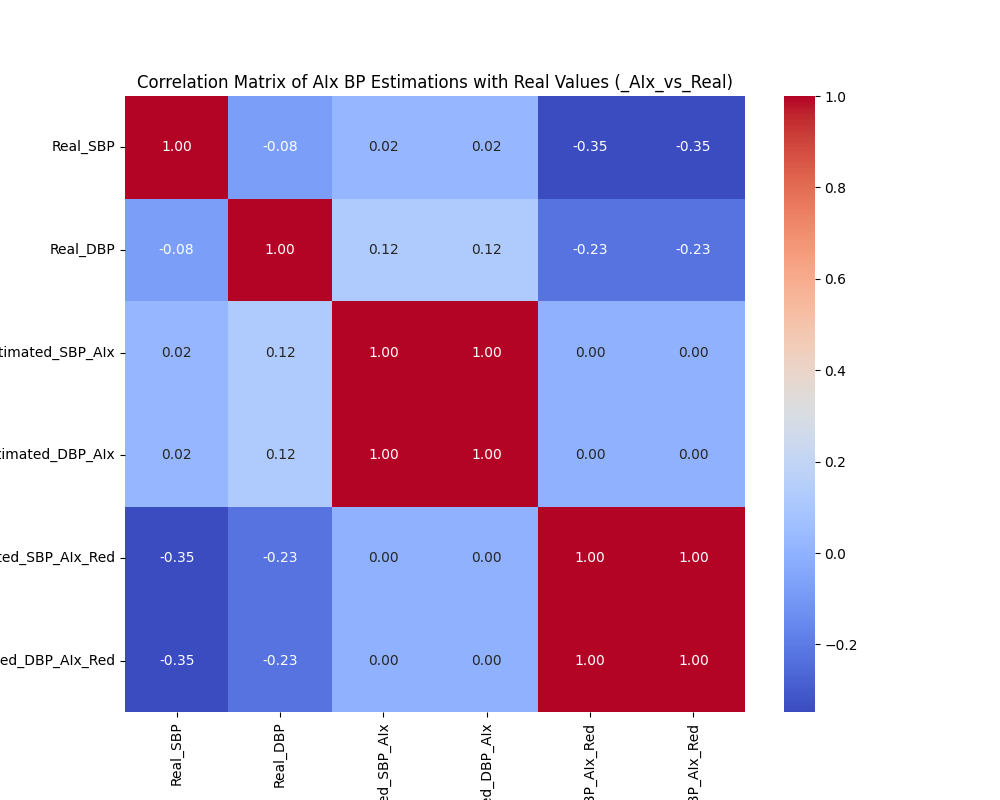 Correlation Matrix of AIx BP Estimations with Real Values (_AIx_vs_Real)
Real_SBP 1.00 -0.08 0.02 0.02 -0.35 -0.35
Real_DBP -0.08 1.00 0.12 0.12 -0.23 -0.23
timated_SBP_AIx 0.02 0.12 1.00 1.00 0.00 0.00
timated_DBP_AIx 0.02 0.12 1.00 1.00 0.00 0.00
ted_SBP_AIx_Red -0.35 -0.23 0.00 0.00 1.00 1.00
ed_DBP_AIx_Red -0.35 -0.23 0.00 0.00 1.00 1.00
Real_SBP
Real_DBP
ed_SBP_AIx
ed_DBP_AIx
BP_AIx_Red
BP_AIx_Red
1.0
0.8
0.6
0.4
0.2
0.0
−0.2